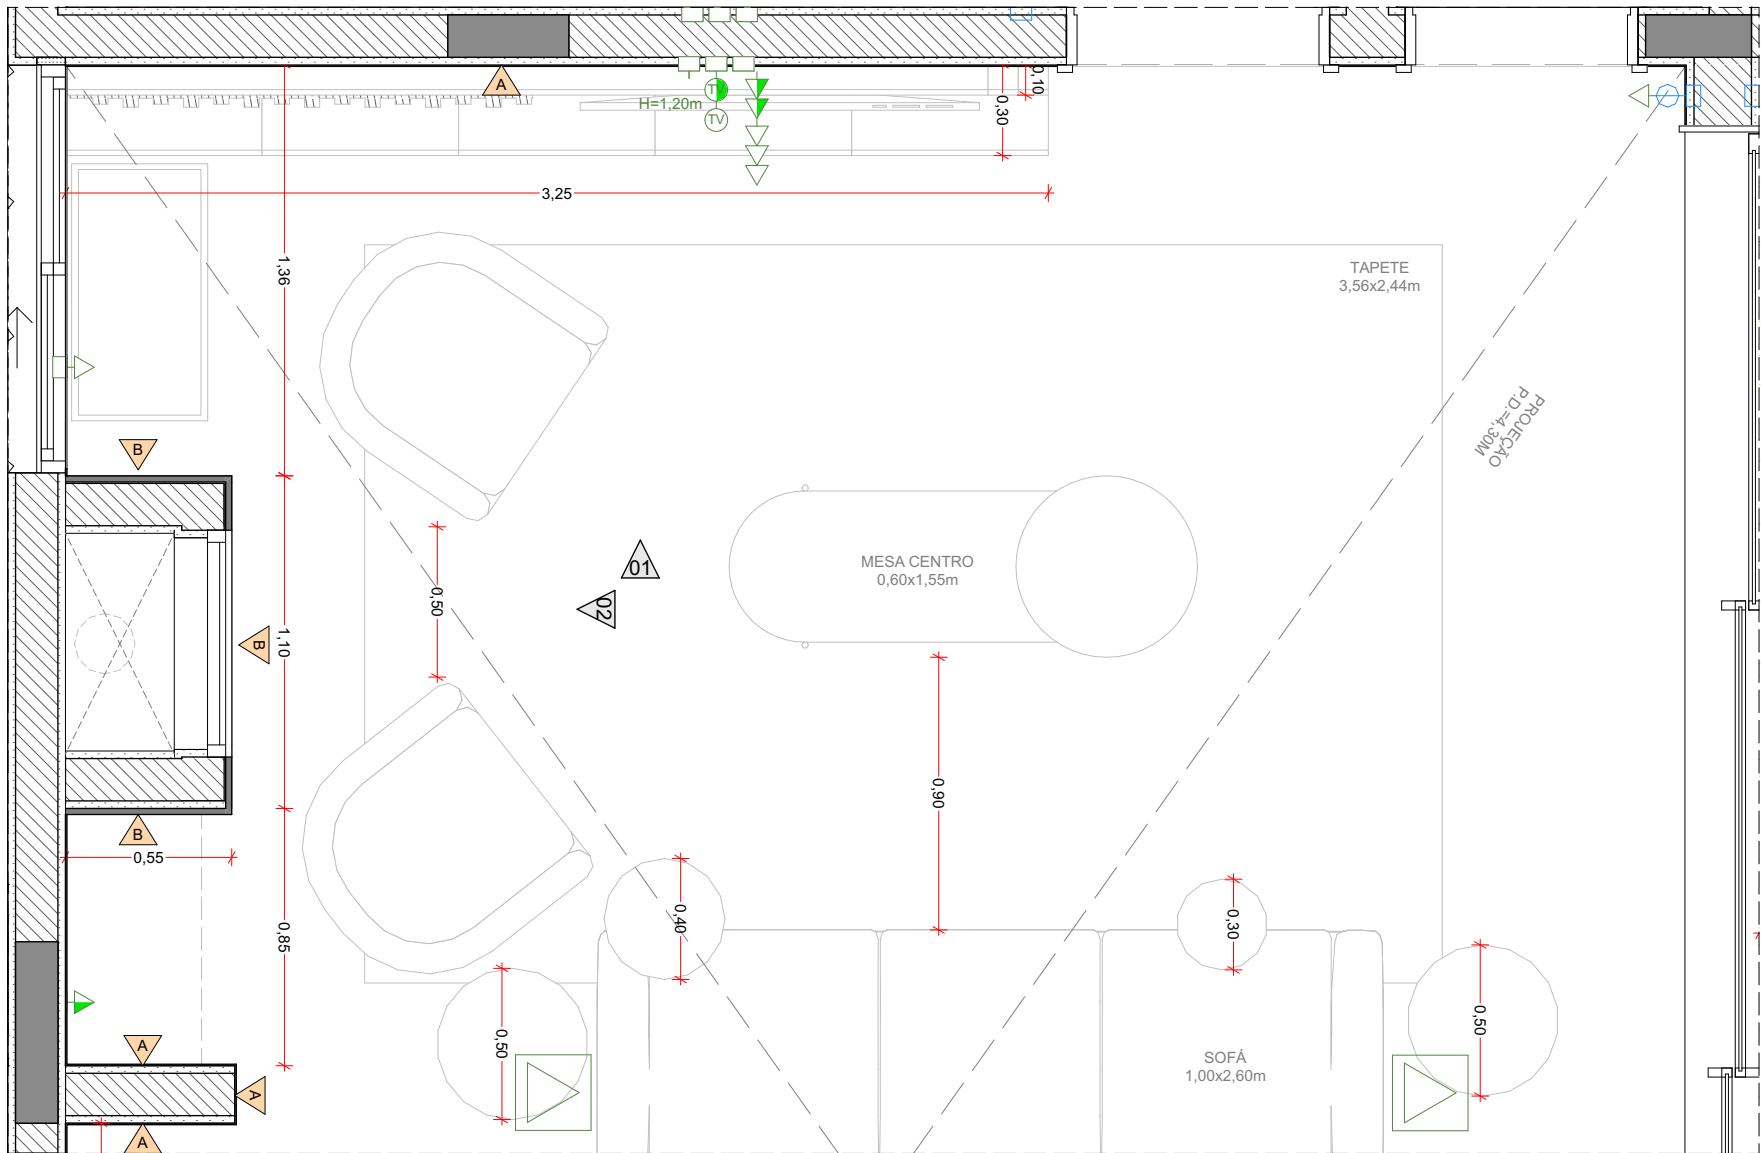 A
TV
H=1,20m
TV
0,10
0,30
3,25
1,36
TAPETE
3,56x2,44m
PROJEÇÃO
P.D.=4,30M
B
MESA CENTRO
0,60x1,55m
01
02
0,50
1,10
B
0,90
B
0,55
0,85
0,40
0,30
0,50
0,50
A
SOFÁ
1,00x2,60m
A
A